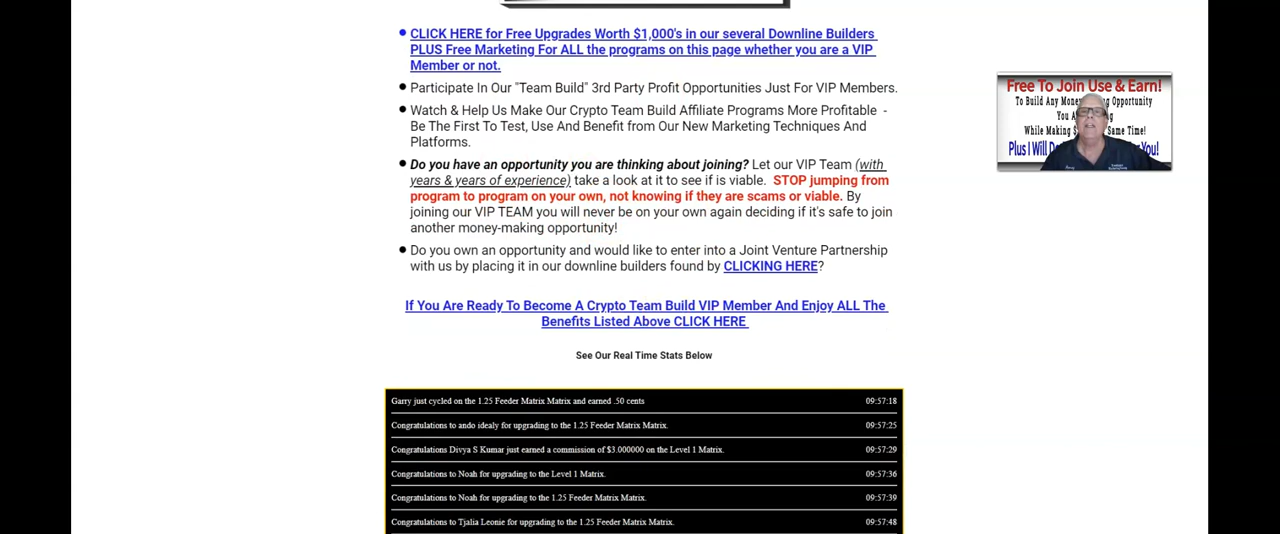 CLICK HERE for Free Upgrades Worth $1,000's in our several Downline Builders
PLUS Free Marketing For ALL the programs on this page whether you are a VIP
Member or not.
Participate In Our "Team Build" 3rd Party Profit Opportunities Just For VIP Members.
Watch & Help Us Make Our Crypto Team Build Affiliate Programs More Profitable -
Be The First To Test, Use And Benefit from Our New Marketing Techniques And
Platforms.
Do you have an opportunity you are thinking about joining? Let our VIP Team (with
years & years of experience) take a look at it to see if is viable. STOP jumping from
program to program on your own, not knowing if they are scams or viable. By
joining our VIP TEAM you will never be on your own again deciding if it's safe to join
another money-making opportunity!
Do you own an opportunity and would like to enter into a Joint Venture Partnership
with us by placing it in our downline builders found by CLICKING HERE?
If You Are Ready To Become A Crypto Team Build VIP Member And Enjoy ALL The
Benefits Listed Above CLICK HERE
See Our Real Time Stats Below
Garry just cycled on the 1.25 Feeder Matrix Matrix and earned .50 cents 09:57:18
Congratulations to ando idealy for upgrading to the 1.25 Feeder Matrix Matrix. 09:57:25
Congratulations Divya S Kumar just earned a commission of $3.000000 on the Level 1 Matrix. 09:57:29
Congratulations to Noah for upgrading to the Level 1 Matrix. 09:57:36
Congratulations to Noah for upgrading to the 1.25 Feeder Matrix Matrix. 09:57:39
Congratulations to Tjalia Leonie for upgrading to the 1.25 Feeder Matrix Matrix. 09:57:48
Free To Join Use & Earn!
To Build Any Money Opportunity
You A
While Making $ Same Time!
Plus I Will You!